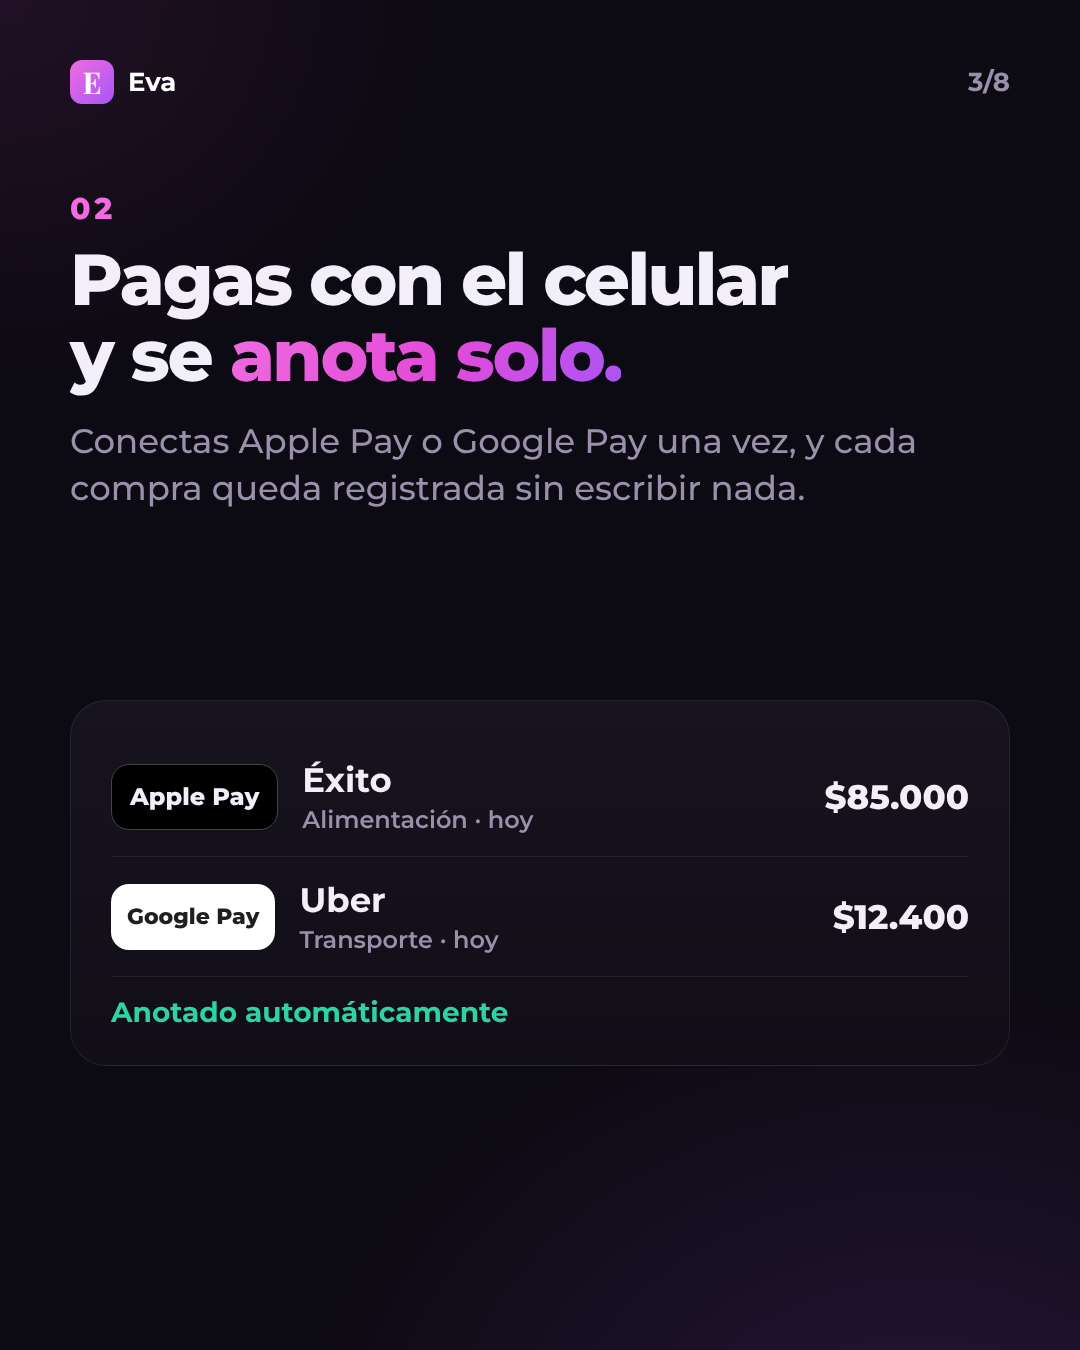 E Eva
3/8
02
Pagas con el celular
y se anota solo.
Conectas Apple Pay o Google Pay una vez, y cada
compra queda registrada sin escribir nada.
Apple Pay
Éxito
Alimentación · hoy
$85.000
Google Pay
Uber
Transporte · hoy
$12.400
Anotado automáticamente